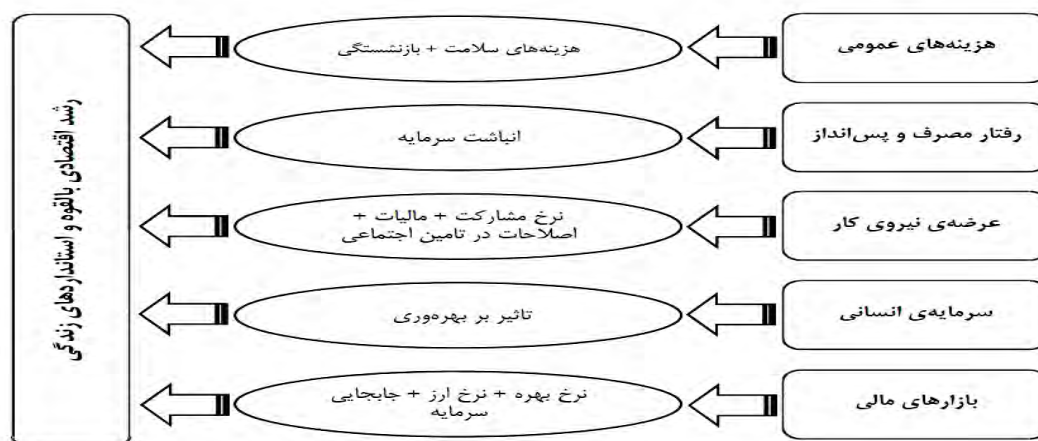 هزینه‌های عمومی
هزینه‌های سلامت + بازنشستگی
رفتار مصرف و پس‌انداز
انباشت سرمایه
عرضه‌ی نیروی کار
نرخ مشارکت + مالیات +
اصلاحات در تامین اجتماعی
سرمایه‌ی انسانی
تاثیر بر بهره‌وری
بازارهای مالی
نرخ بهره + نرخ ارز + جابجایی
سرمایه
رشد اقتصادی بالقوه و استانداردهای زندگی